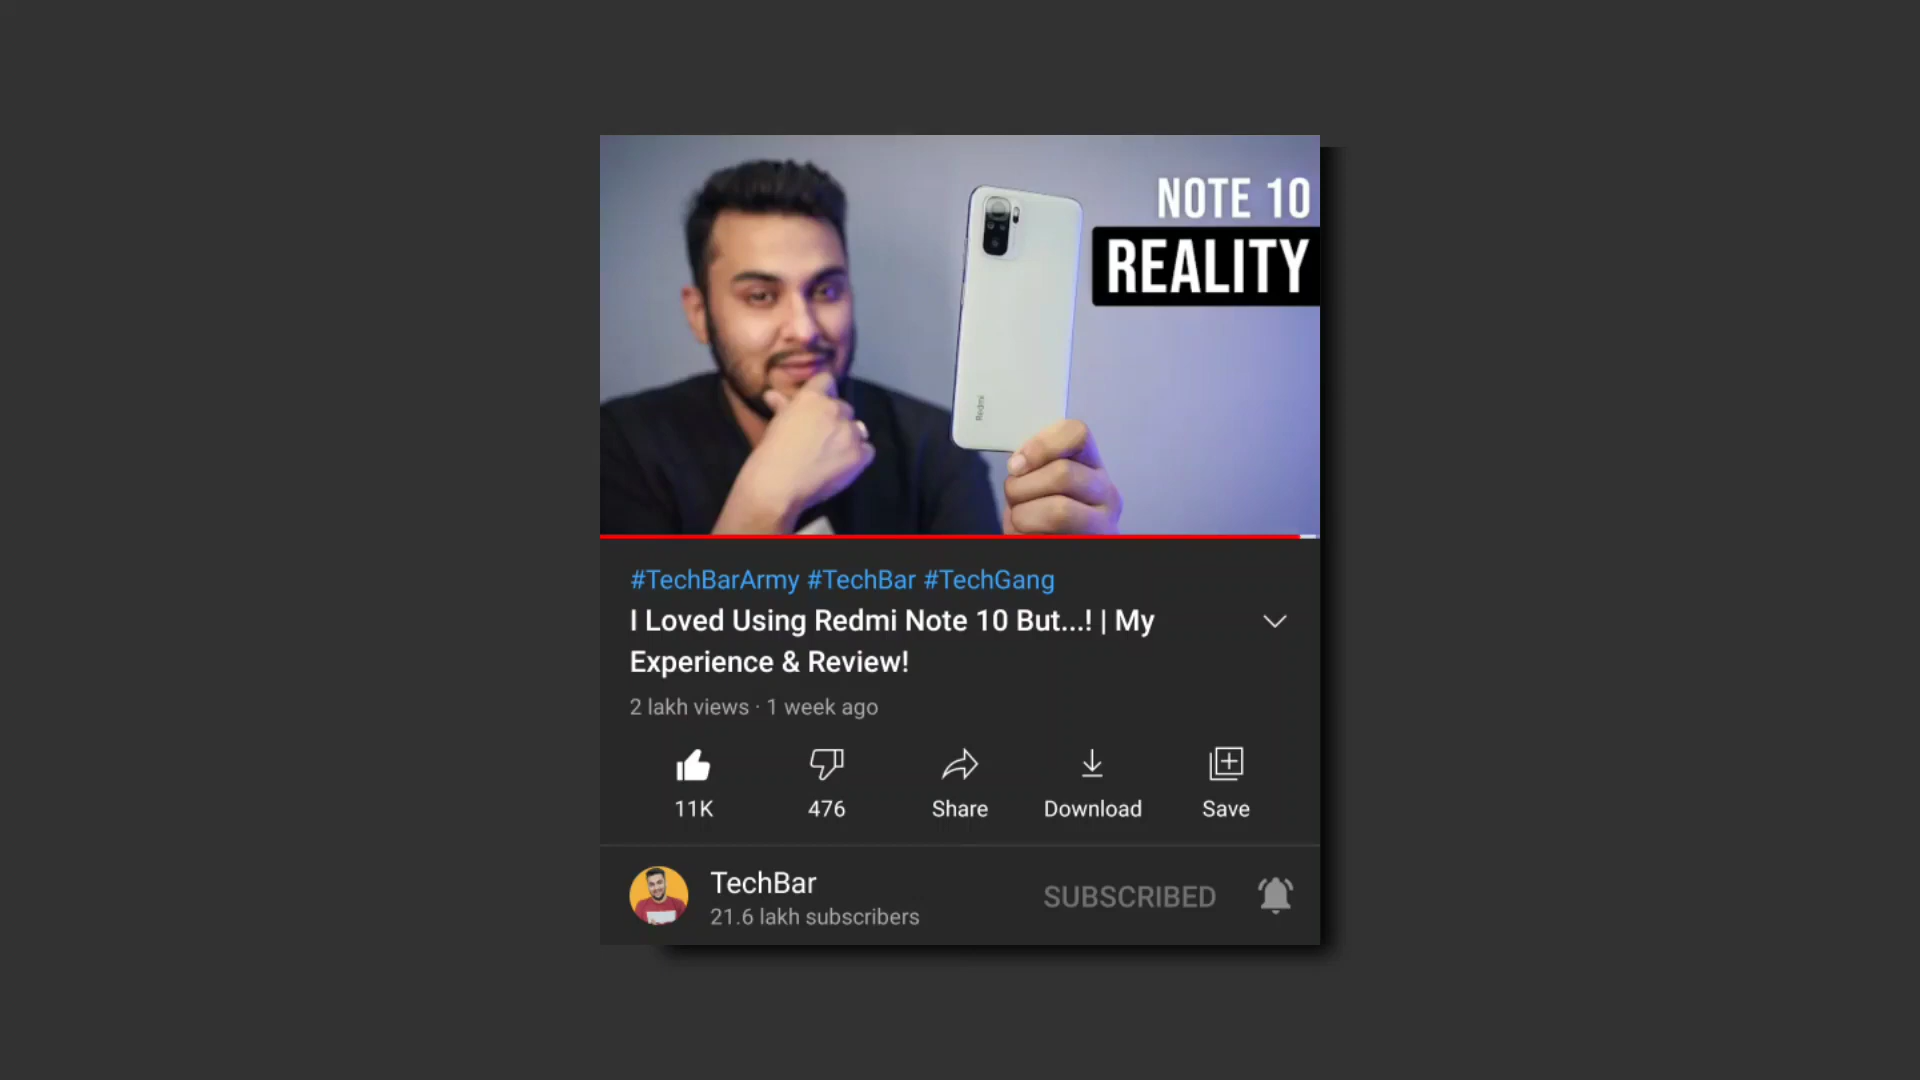 NOTE 10
REALITY
Redmi
#TechBarArmy #TechBar #TechGang
I Loved Using Redmi Note 10 But...! | My
Experience & Review!
2 lakh views · 1 week ago
11K 476 Share Download Save
TechBar
21.6 lakh subscribers
SUBSCRIBED